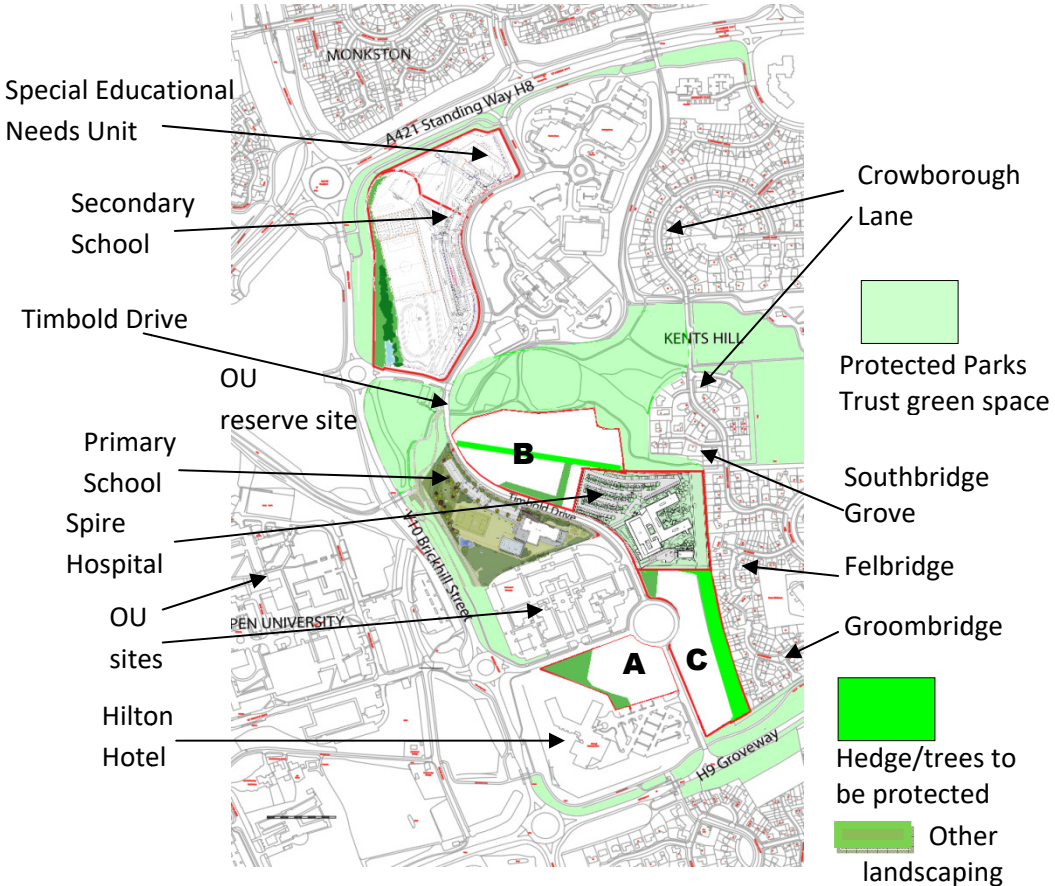 MONKSTON
Special Educational
Needs Unit
A421 Standing Way H8
Secondary
School
Crowborough
Lane
Timbold Drive
KENTS HILL
Protected Parks
Trust green space
OU
reserve site
Primary
School
B
Timbold Drive
Southbridge
Grove
Spire
Hospital
V10 Brickhill Street
Felbridge
OU
sites
PEN UNIVERSITY
Groombridge
A
C
Hilton
Hotel
H9 Groveway
Hedge/trees to
be protected
Other
landscaping